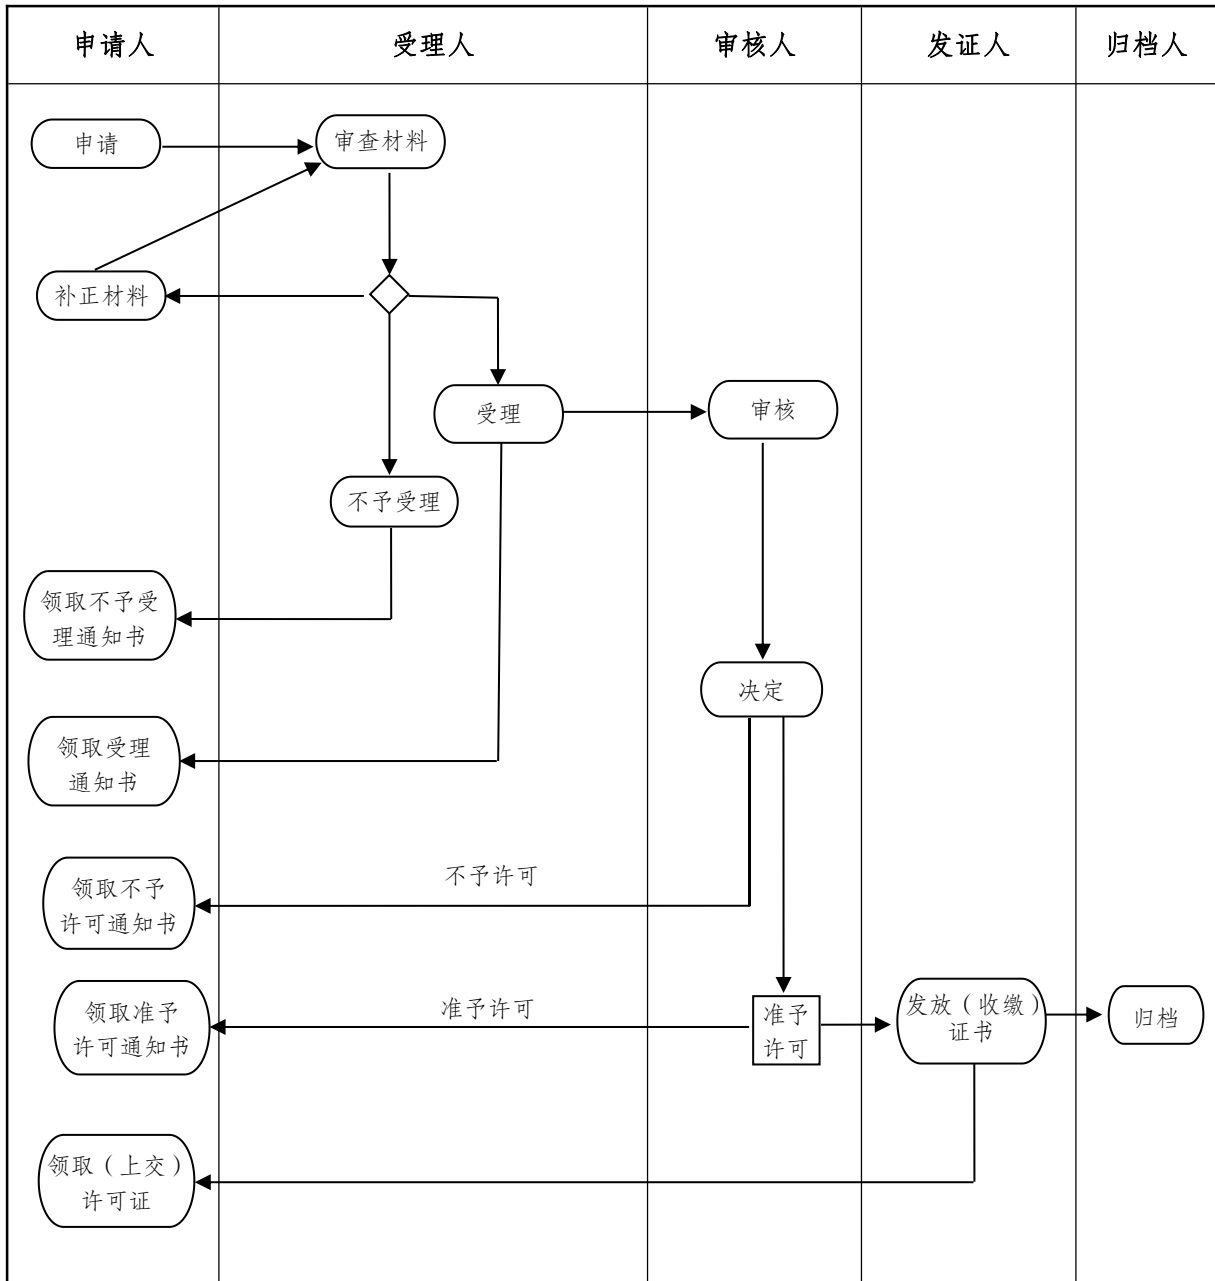 申请人
受理人
审核人
发证人
归档人
申请
审查材料
补正材料
受理
审核
不予受理
领取不予受
理通知书
决定
领取受理
通知书
不予许可
领取不予
许可通知书
领取准予
许可通知书
准予许可
准予
许可
发放（收缴）
证书
归档
领取（上交）
许可证